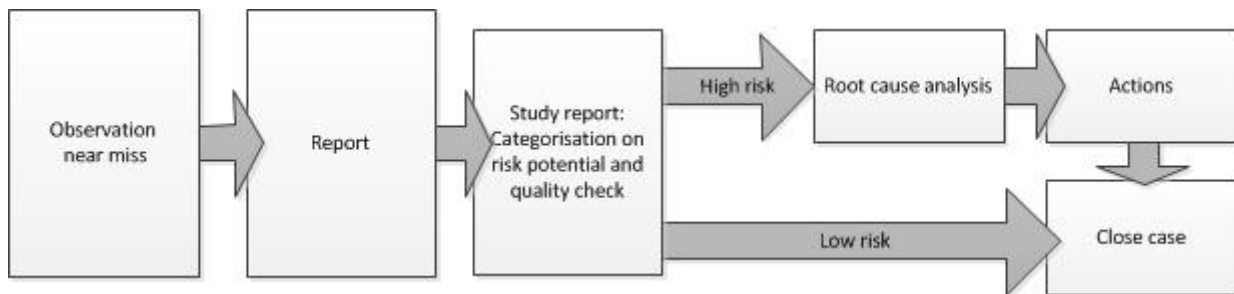 Observation
near miss
Report
Study report:
Categorisation on
risk potential and
quality check
High risk
Root cause analysis
Actions
Low risk
Close case